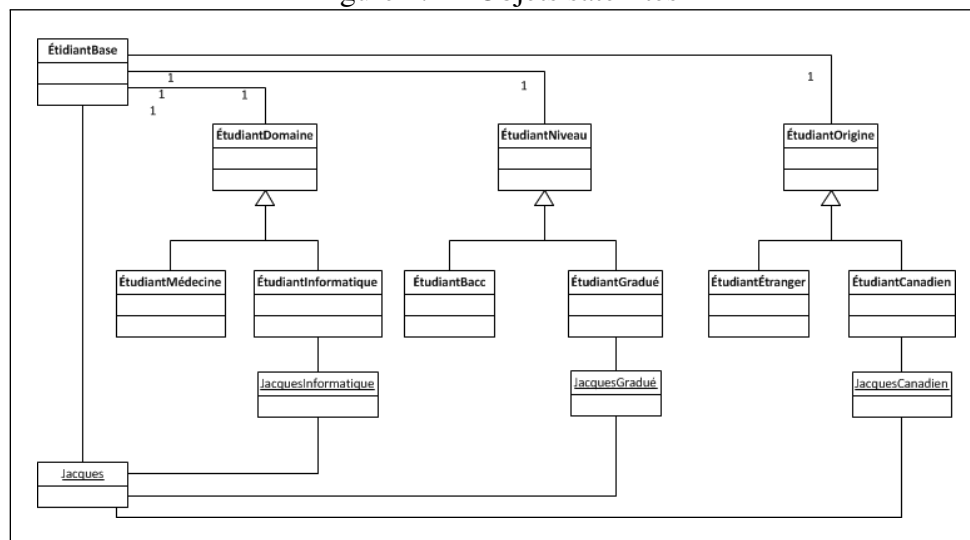 ÉtidiantBase
1
1
1
1
1
1
ÉtudiantDomaine
ÉtudiantNiveau
ÉtudiantOrigine
ÉtudiantMédecine
ÉtudiantInformatique
ÉtudiantBacc
ÉtudiantGradué
ÉtudiantÉtranger
ÉtudiantCanadien
JacquesInformatique
JacquesGradué
JacquesCanadien
Jacques